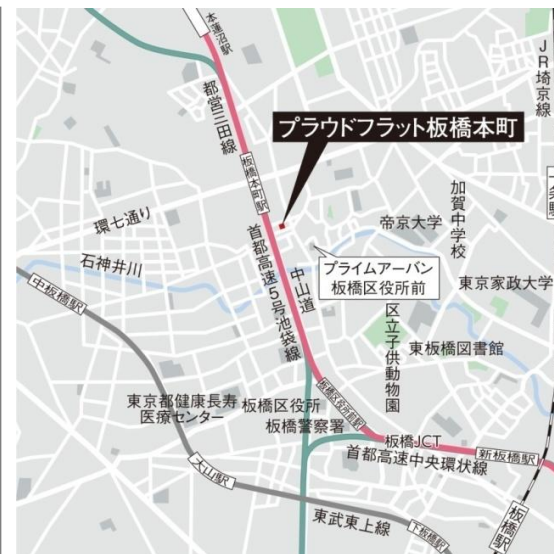 本蓮沼駅
JR埼京線
都営三田線
プラウドフラット板橋本町
板橋本町駅
加賀中学校
環七通り
帝京大学
石神井川
首都高速5号池袋線
中山道
プライムアーバン
板橋区役所前
東京家政大学
中板橋駅
区立子供動物園
東板橋図書館
東京都健康長寿
医療センター
板橋区役所
板橋警察署
板橋区役所前駅
板橋JCT
首都高速中央環状線
新板橋駅
大山駅
板橋駅
東武東上線
下板橋駅